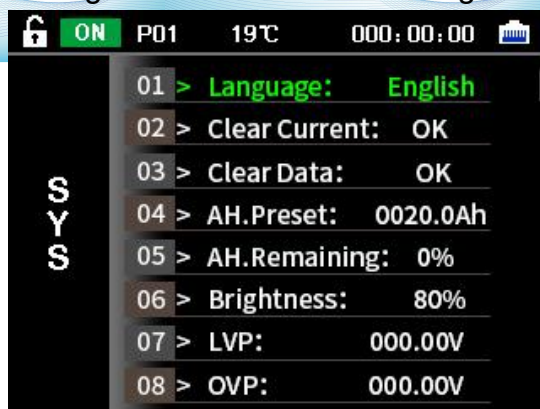 ON P01 19℃ 000:00:00
SYS
01 > Language: English
02 > Clear Current: OK
03 > Clear Data: OK
04 > AH.Preset: 0020.0Ah
05 > AH.Remaining: 0%
06 > Brightness: 80%
07 > LVP: 000.00V
08 > OVP: 000.00V